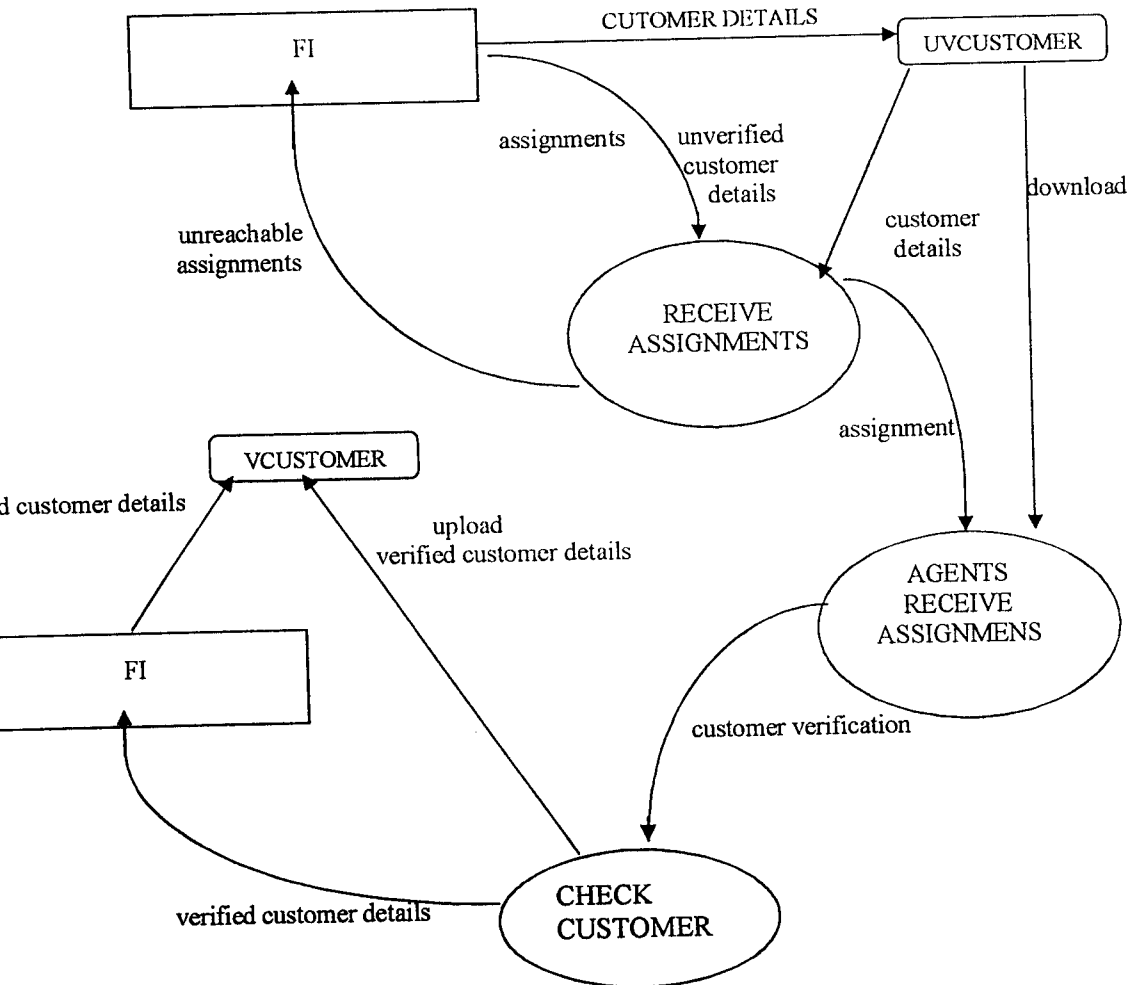 CUTOMER DETAILS
FI
UVCUSTOMER
assignments
unverified
customer
details
download
unreachable
assignments
customer
details
RECEIVE
ASSIGNMENTS
assignment
VCUSTOMER
customer details
upload
verified customer details
AGENTS
RECEIVE
ASSIGNMENS
FI
customer verification
CHECK
CUSTOMER
verified customer details